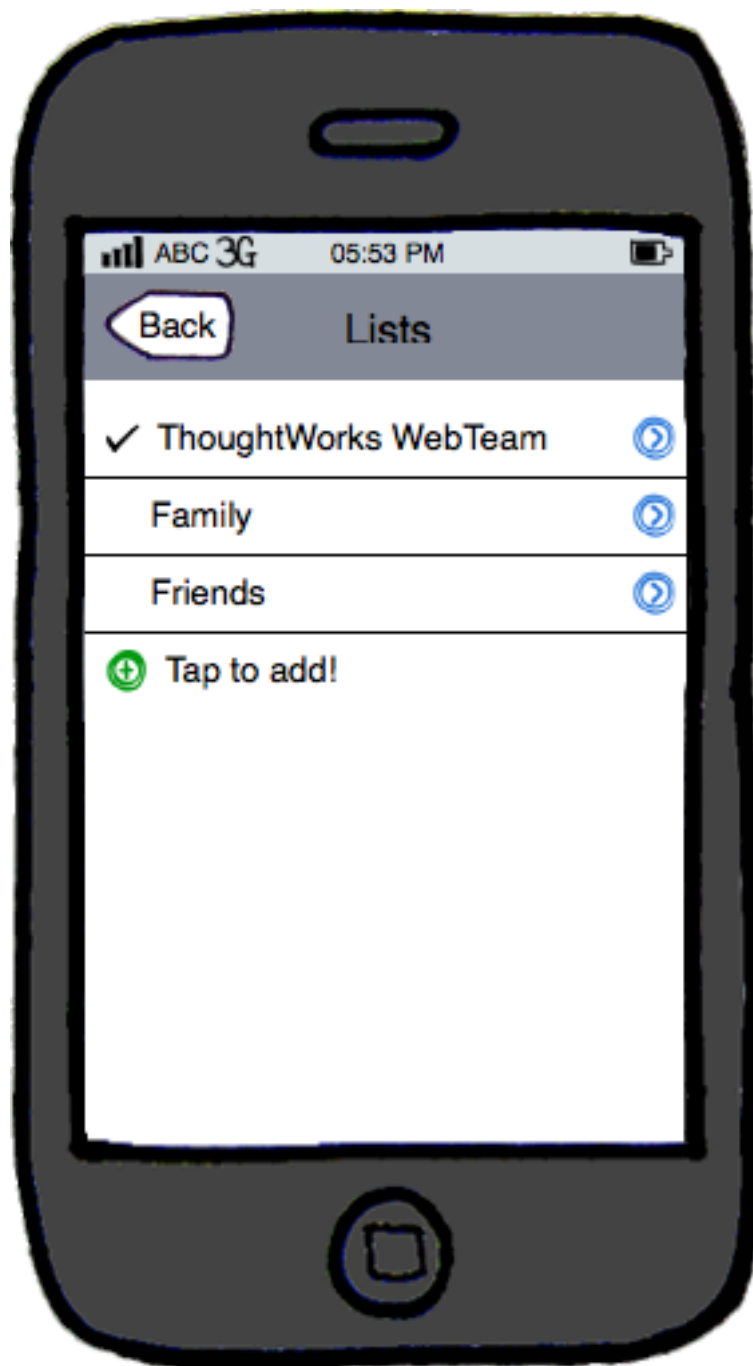 ABC 3G 05:53 PM
Back Lists
ThoughtWorks WebTeam
Family
Friends
Tap to add!